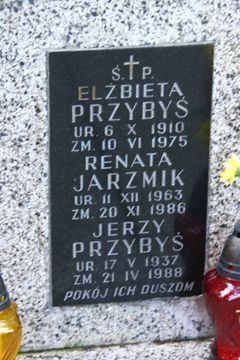 Ś†P.
ELŻBIETA
PRZYBYŚ
UR. 6 X 1910
ZM. 10 VI 1975
RENATA
JARZMIK
UR. 11 XII 1963
ZM. 20 XI 1986
JERZY
PRZYBYŚ
UR. 17 V 1937
ZM. 21 IV 1988
POKÓJ ICH DUSZOM